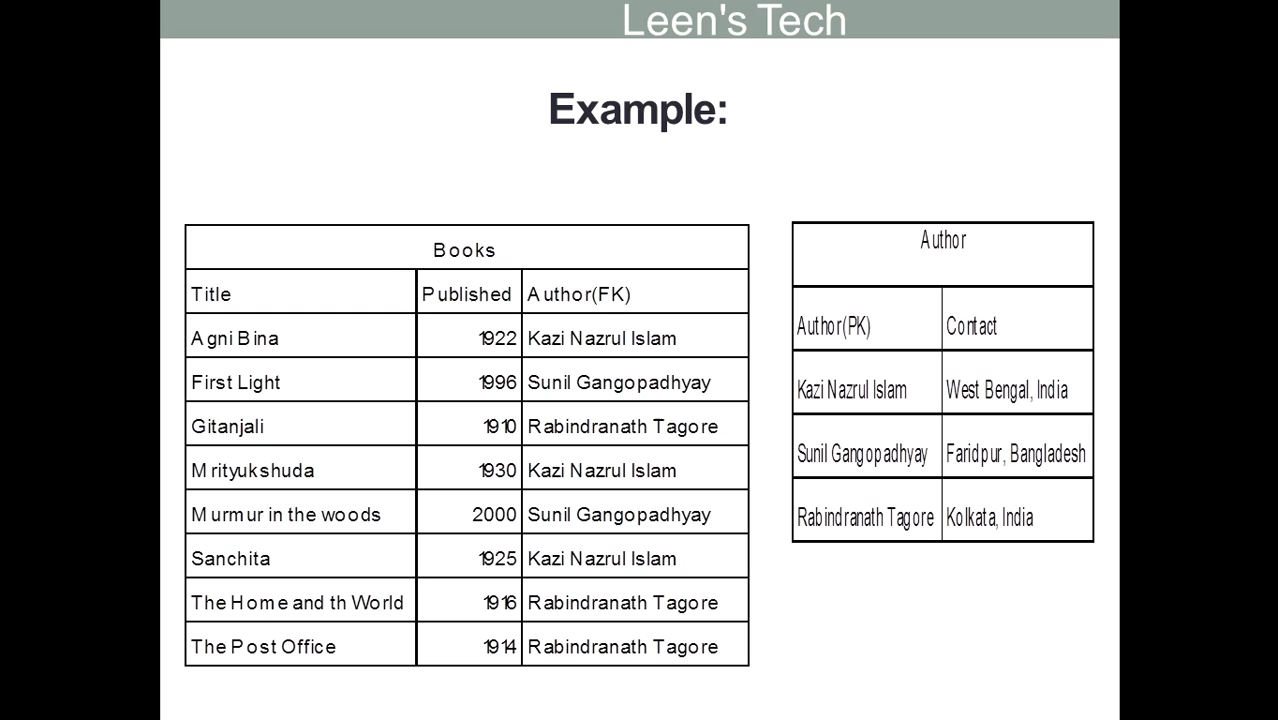 Leen's Tech
Example:
Books
Title Published Author(FK)
Agni Bina 1922 Kazi Nazrul Islam
First Light 1996 Sunil Gangopadhyay
Gitanjali 1910 Rabindranath Tagore
Mrityukshuda 1930 Kazi Nazrul Islam
Murmur in the woods 2000 Sunil Gangopadhyay
Sanchita 1925 Kazi Nazrul Islam
The Home and th World 1916 Rabindranath Tagore
The Post Office 1914 Rabindranath Tagore
Author
Author(PK) Contact
Kazi Nazrul Islam West Bengal, India
Sunil Gangopadhyay Faridpur, Bangladesh
Rabindranath Tagore Kolkata, India